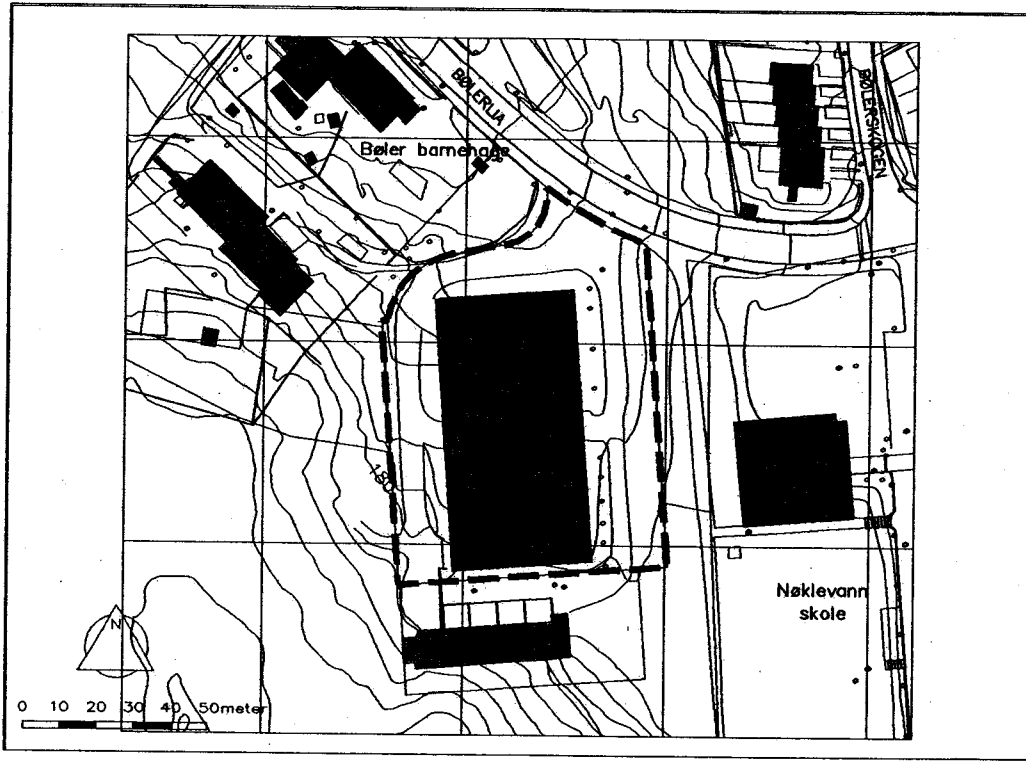 BØLERLIA
BØLERSKOGEN
Bøler barnehage
180
Nøklevann
skole
N
0 10 20 30 40 50meter